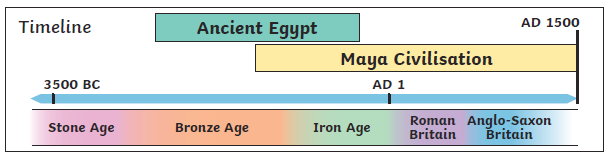 Timeline
Ancient Egypt
AD 1500
Maya Civilisation
3500 BC
AD 1
Stone Age
Bronze Age
Iron Age
Roman
Britain
Anglo-Saxon
Britain